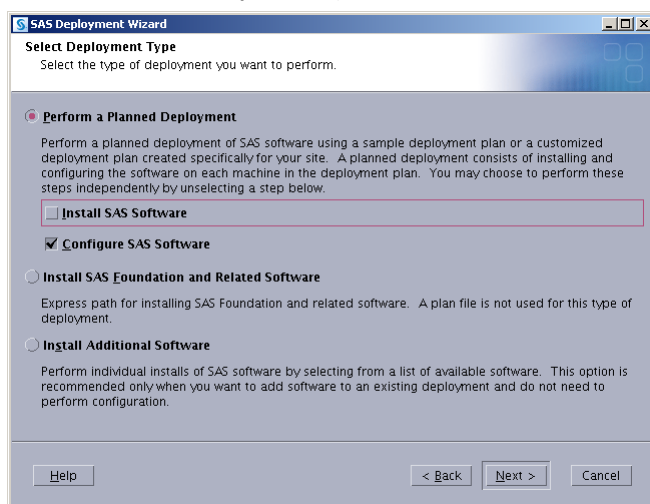 SAS Deployment Wizard
Select Deployment Type
Select the type of deployment you want to perform.
Perform a Planned Deployment
Perform a planned deployment of SAS software using a sample deployment plan or a customized
deployment plan created specifically for your site. A planned deployment consists of installing and
configuring the software on each machine in the deployment plan. You may choose to perform these
steps independently by unselecting a step below.
Install SAS Software
Configure SAS Software
Install SAS Foundation and Related Software
Express path for installing SAS Foundation and related software. A plan file is not used for this type of
deployment.
Install Additional Software
Perform individual installs of SAS software by selecting from a list of available software. This option is
recommended only when you want to add software to an existing deployment and do not need to
perform configuration.
Help < Back Next > Cancel